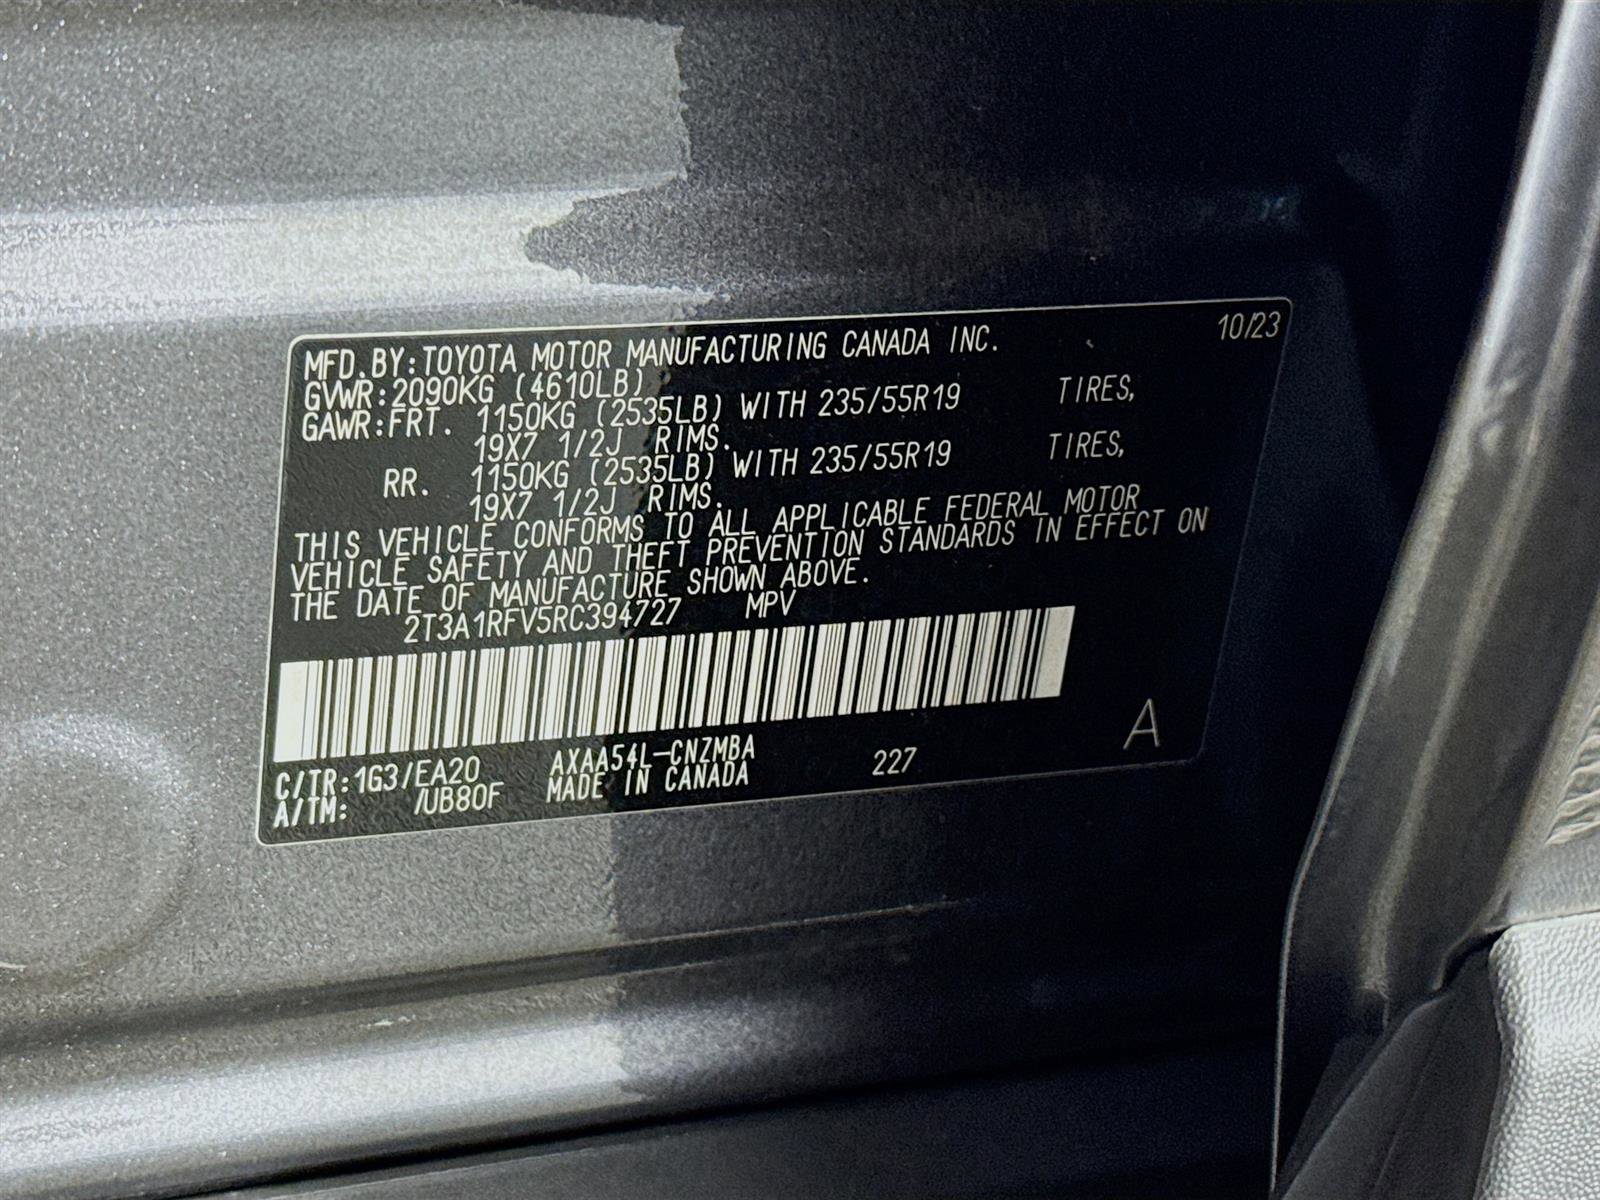 10/23
MFD.BY:TOYOTA MOTOR MANUFACTURING CANADA INC.
GVWR:2090KG (4610LB)
GAWR:FRT. 1150KG (2535LB) WITH 235/55R19 TIRES,
19X7 1/2J RIMS.
RR. 1150KG (2535LB) WITH 235/55R19 TIRES,
19X7 1/2J RIMS.
THIS VEHICLE CONFORMS TO ALL APPLICABLE FEDERAL MOTOR
VEHICLE SAFETY AND THEFT PREVENTION STANDARDS IN EFFECT ON
THE DATE OF MANUFACTURE SHOWN ABOVE.
2T3A1RFV5RC394727 MPV
C/TR:1G3/EA20 AXAA54L-CNZMBA 227 A
A/TM: /UB80F MADE IN CANADA